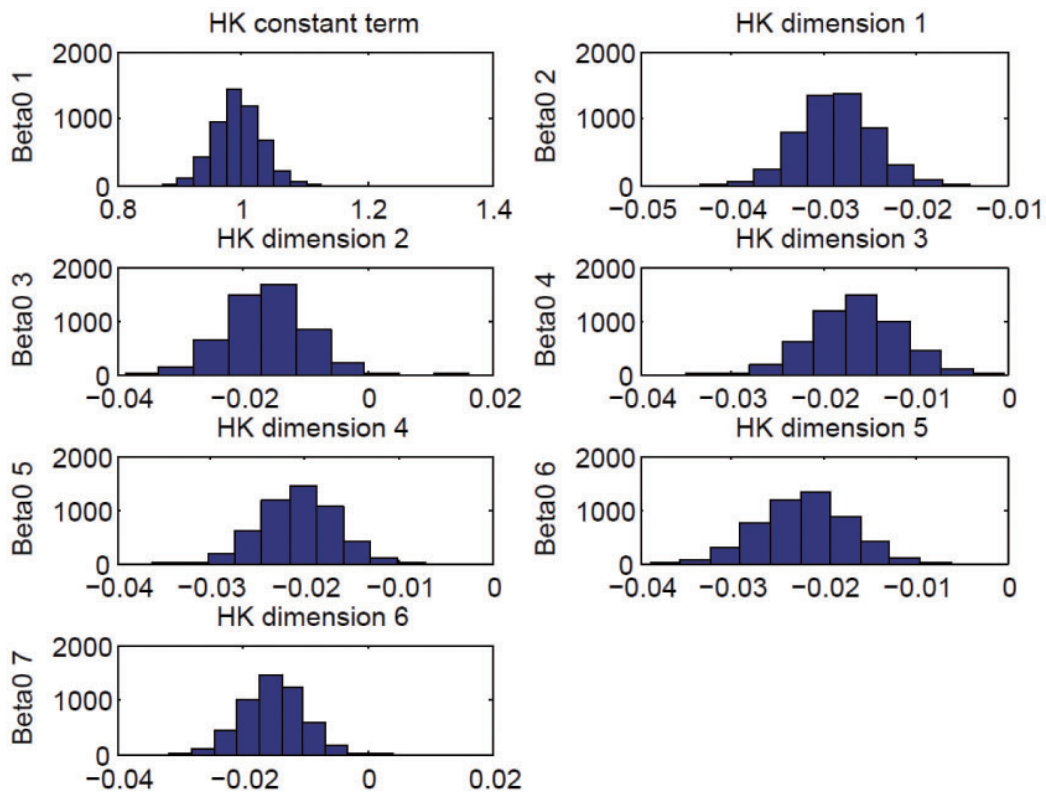 HK constant term
Beta0 1
2000
1000
0
0.8 1 1.2 1.4
HK dimension 1
Beta0 2
2000
1000
0
−0.05 −0.04 −0.03 −0.02 −0.01
HK dimension 2
Beta0 3
2000
1000
0
−0.04 −0.02 0 0.02
HK dimension 3
Beta0 4
2000
1000
0
−0.04 −0.03 −0.02 −0.01 0
HK dimension 4
Beta0 5
2000
1000
0
−0.04 −0.03 −0.02 −0.01 0
HK dimension 5
Beta0 6
2000
1000
0
−0.04 −0.03 −0.02 −0.01 0
HK dimension 6
Beta0 7
2000
1000
0
−0.04 −0.02 0 0.02